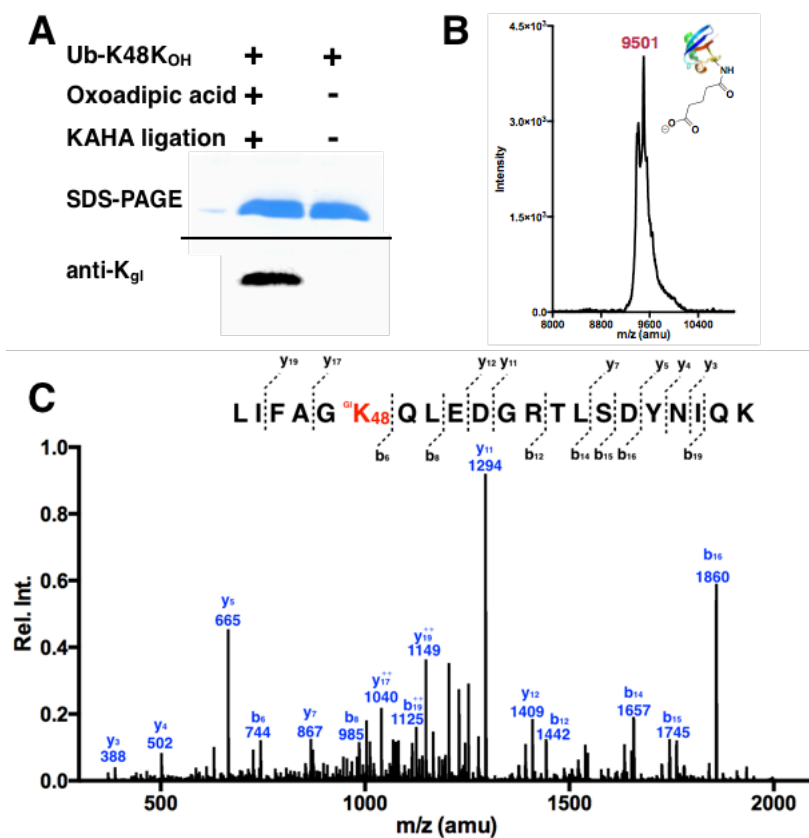 A
Ub-K48K_OH + +
Oxoadipic acid + -
KAHA ligation + -
SDS-PAGE
anti-K_gl
B
9501
4.5×10³
3.0×10³
1.5×10³
0.0
Intensity
8000 8800 9600 10400
m/z (amu)
NH
O
⊖O O
C
y₁₉ y₁₇ y₁₂ y₁₁ y₇ y₅ y₄ y₃
L I F A G ᴳˡK₄₈ Q L E D G R T L S D Y N I Q K
b₆ b₈ b₁₂ b₁₄ b₁₅ b₁₆ b₁₉
Rel. Int.
1.0
0.8
0.6
0.4
0.2
0.0
y₃
388
y₄
502
y₅
665
b₆
744
y₇
867
b₈
985
y₁₇⁺⁺
1040
b₁₉⁺⁺
1125
y₁₉⁺⁺
1149
y₁₁
1294
y₁₂
1409
b₁₂
1442
b₁₄
1657
b₁₅
1745
b₁₆
1860
500 1000 1500 2000
m/z (amu)